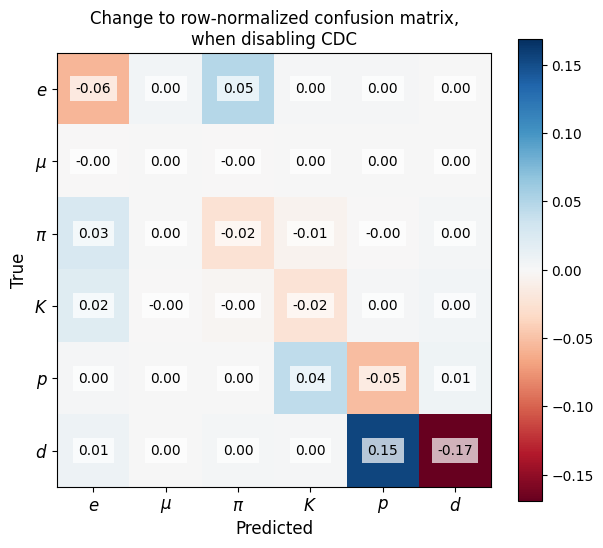 Change to row-normalized confusion matrix,
when disabling CDC
e -0.06 0.00 0.05 0.00 0.00 0.00
μ -0.00 0.00 -0.00 0.00 0.00 0.00
π 0.03 0.00 -0.02 -0.01 -0.00 0.00
K 0.02 -0.00 -0.00 -0.02 0.00 0.00
p 0.00 0.00 0.00 0.04 -0.05 0.01
d 0.01 0.00 0.00 0.00 0.15 -0.17
e μ π K p d
Predicted
True
0.15
0.10
0.05
0.00
−0.05
−0.10
−0.15